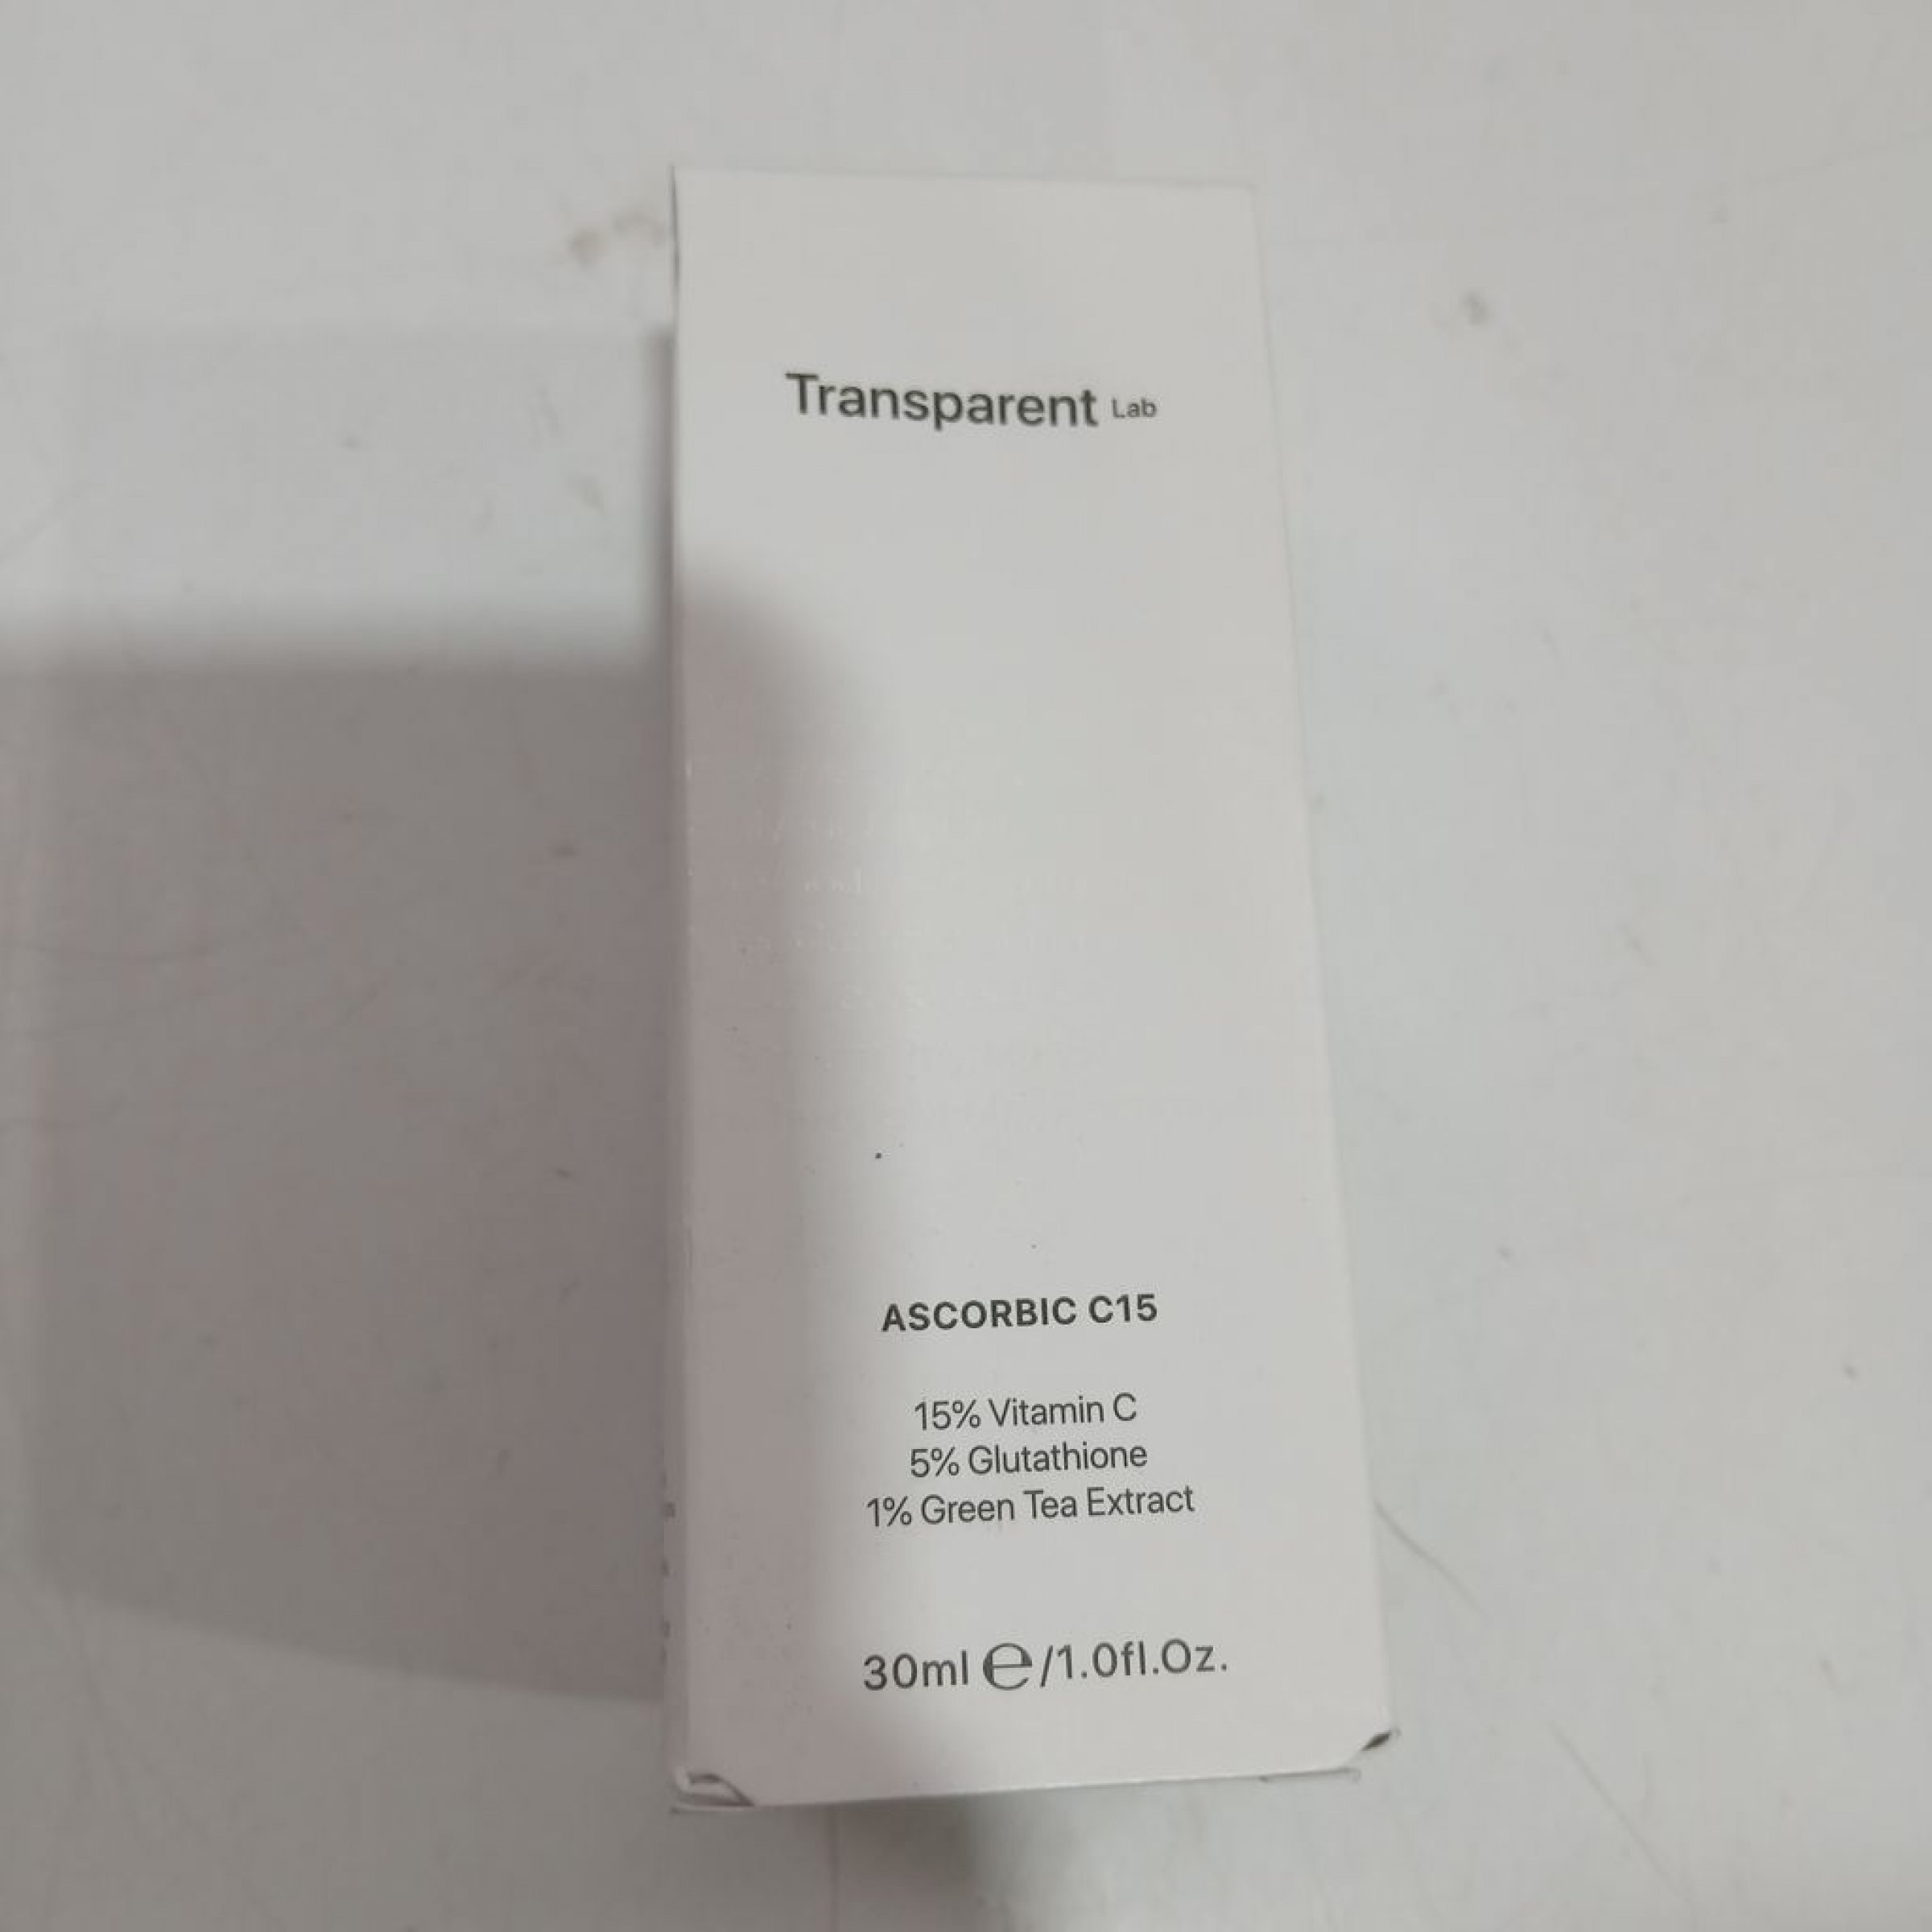 Transparent Lab
ASCORBIC C15
15% Vitamin C
5% Glutathione
1% Green Tea Extract
30ml ℮/1.0fl.Oz.